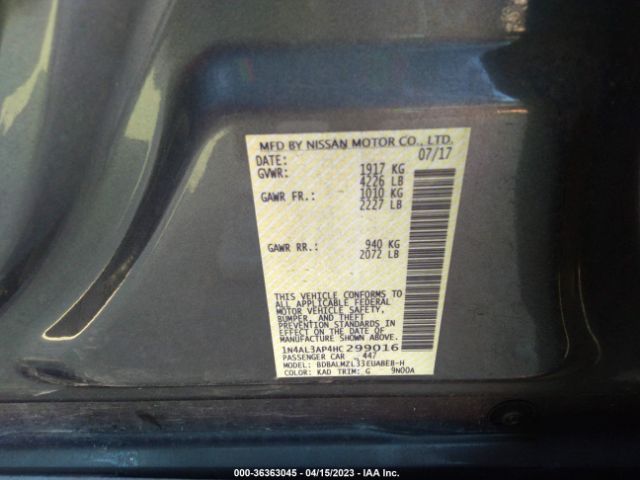 MFD BY NISSAN MOTOR CO., LTD.
DATE: 07/17
GVWR: 1917 KG
4226 LB
GAWR FR.: 1010 KG
2227 LB
GAWR RR.: 940 KG
2072 LB
THIS VEHICLE CONFORMS TO
ALL APPLICABLE FEDERAL
MOTOR VEHICLE SAFETY,
BUMPER, AND THEFT
PREVENTION STANDARDS
IN EFFECT ON THE DATE OF
MANUFACTURE SHOWN ABOVE.
1N4AL3AP4HC 299016
PASSENGER CAR 447
MODEL: BDBALMZL33EUABEB-H
COLOR: KAD TRIM: G 9N00A
000-36363045 - 04/15/2023 - IAA Inc.